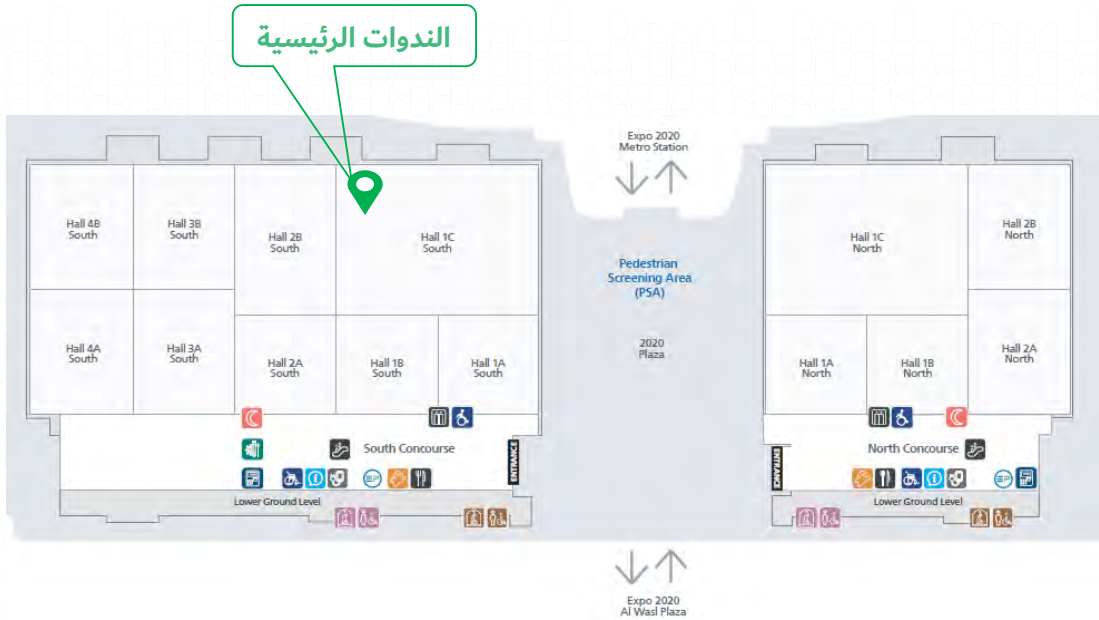 الندوات الرئيسية
Expo 2020
Metro Station
Hall 4B
South
Hall 3B
South
Hall 2B
South
Hall 1C
South
Hall 1C
North
Hall 2B
North
Pedestrian
Screening Area
(PSA)
2020
Plaza
Hall 4A
South
Hall 3A
South
Hall 2A
South
Hall 1B
South
Hall 1A
South
Hall 1A
North
Hall 1B
North
Hall 2A
North
South Concourse
ENTRANCE
North Concourse
ENTRANCE
Lower Ground Level
Lower Ground Level
Expo 2020
Al Wasl Plaza